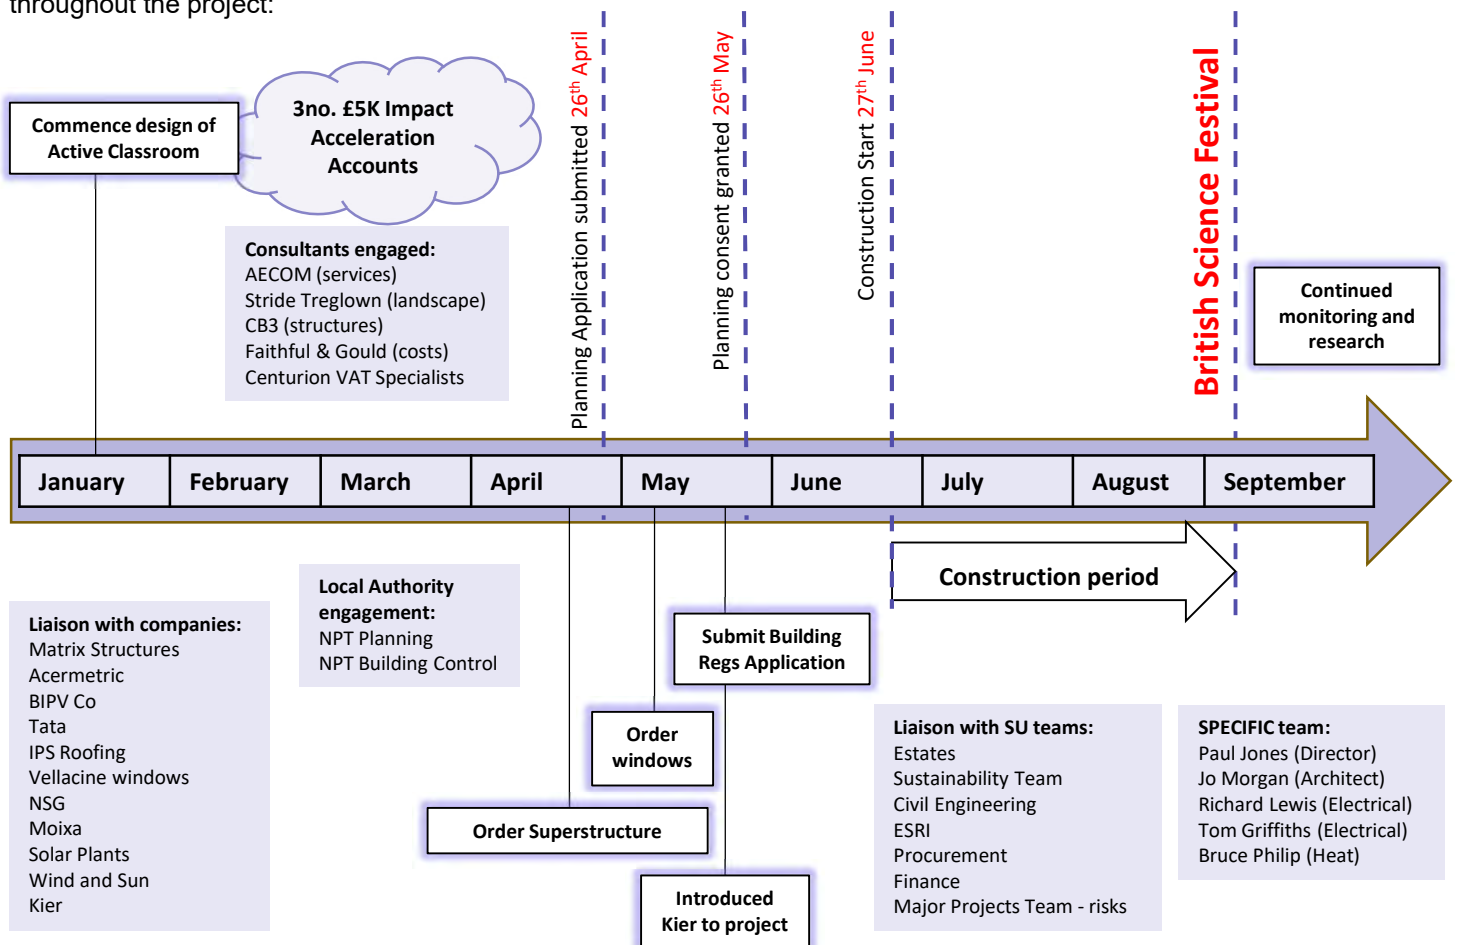 throughout the project:
Commence design of
Active Classroom
3no. £5K Impact
Acceleration
Accounts
Consultants engaged:
AECOM (services)
Stride Treglown (landscape)
CB3 (structures)
Faithful & Gould (costs)
Centurion VAT Specialists
Planning Application submitted 26th April
Planning consent granted 26th May
Construction Start 27th June
British Science Festival
Continued
monitoring and
research
January February March April May June July August September
Construction period
Liaison with companies:
Matrix Structures
Acermetric
BIPV Co
Tata
IPS Roofing
Vellacine windows
NSG
Moixa
Solar Plants
Wind and Sun
Kier
Local Authority
engagement:
NPT Planning
NPT Building Control
Order Superstructure
Order
windows
Submit Building
Regs Application
Introduced
Kier to project
Liaison with SU teams:
Estates
Sustainability Team
Civil Engineering
ESRI
Procurement
Finance
Major Projects Team - risks
SPECIFIC team:
Paul Jones (Director)
Jo Morgan (Architect)
Richard Lewis (Electrical)
Tom Griffiths (Electrical)
Bruce Philip (Heat)